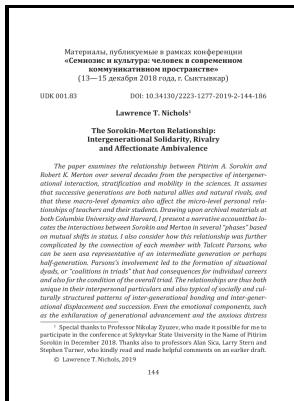 Материалы, публикуемые в рамках конференции
«Семиозис и культура: человек в современном
коммуникативном пространстве»
(13—15 декабря 2018 года, г. Сыктывкар)
UDK 001.83 DOI: 10.34130/2223-1277-2019-2-144-186
Lawrence T. Nichols¹
The Sorokin-Merton Relationship:
Intergenerational Solidarity, Rivalry
and Affectionate Ambivalence
The paper examines the relationship between Pitirim A. Sorokin and
Robert K. Merton over several decades from the perspective of intergener-
ational interaction, stratification and mobility in the sciences. It assumes
that successive generations are both natural allies and natural rivals, and
that these macro-level dynamics also affect the micro-level personal rela-
tionships of teachers and their students. Drawing upon archival materials at
both Columbia University and Harvard, I present a narrative accountthat lo-
cates the interactions between Sorokin and Merton in several "phases" based
on mutual shifts in status. I also consider how this relationship was further
complicated by the connection of each member with Talcott Parsons, who
can be seen asa representative of an intermediate generation or perhaps
half-generation. Parsons's involvement led to the formation of situational
dyads, or "coalitions in triads" that had consequences for individual careers
and also for the condition of the overall triad. The relationships are thus both
unique in their interpersonal particulars and also typical of socially and cul-
turally structured patterns of inter-generational bonding and inter-gener-
ational displacement and succession. Even the emotional components, such
as the exhilaration of generational advancement and the anxious distress
¹ Special thanks to Professor Nikolay Zyuzev, who made it possible for me to
participate in the conference at Syktyvkar State University in the Name of Pitirim
Sorokin in December 2018. Thanks also to professors Alan Sica, Larry Stern and
Stephen Turner, who kindly read and made helpful comments on an earlier draft.
© Lawrence T. Nichols, 2019
144